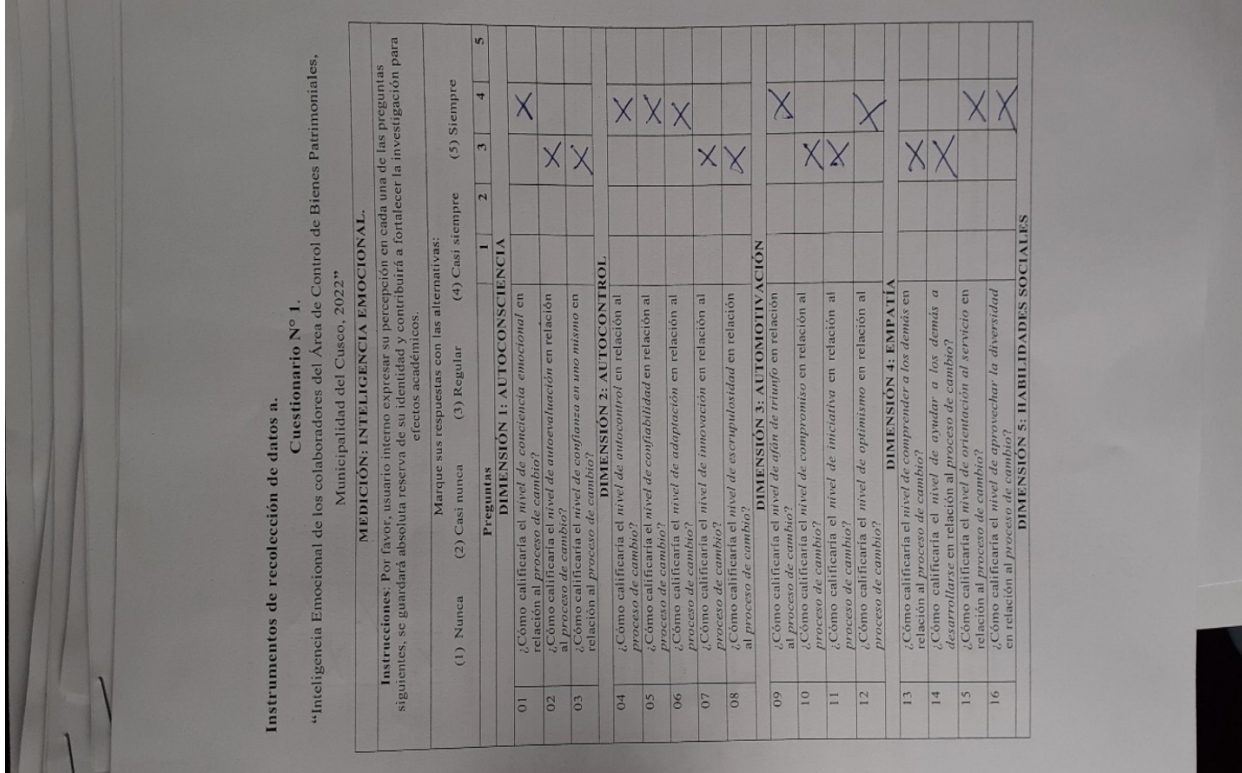 Instrumentos de recolección de datos a.
Cuestionario N° 1.
“Inteligencia Emocional de los colaboradores del Área de Control de Bienes Patrimoniales,
Municipalidad del Cusco, 2022”
MEDICIÓN: INTELIGENCIA EMOCIONAL.
Instrucciones: Por favor, usuario interno expresar su percepción en cada una de las preguntas
siguientes, se guardará absoluta reserva de su identidad y contribuirá a fortalecer la investigación para
efectos académicos.
Marque sus respuestas con las alternativas:
(1) Nunca (2) Casi nunca (3) Regular (4) Casi siempre (5) Siempre
Preguntas 1 2 3 4 5
DIMENSIÓN 1: AUTOCONSCIENCIA
01 ¿Cómo calificaría el nivel de conciencia emocional en X
relación al proceso de cambio?
02 ¿Cómo calificaría el nivel de autoevaluación en relación X
al proceso de cambio?
03 ¿Cómo calificaría el nivel de confianza en uno mismo en X
relación al proceso de cambio?
DIMENSIÓN 2: AUTOCONTROL
04 ¿Cómo calificaría el nivel de autocontrol en relación al X
proceso de cambio?
05 ¿Cómo calificaría el nivel de confiabilidad en relación al X
proceso de cambio?
06 ¿Cómo calificaría el nivel de adaptación en relación al X
proceso de cambio?
07 ¿Cómo calificaría el nivel de innovación en relación al X
proceso de cambio?
08 ¿Cómo calificaría el nivel de escrupulosidad en relación X
al proceso de cambio?
DIMENSIÓN 3: AUTOMOTIVACIÓN
09 ¿Cómo calificaría el nivel de afán de triunfo en relación X
al proceso de cambio?
10 ¿Cómo calificaría el nivel de compromiso en relación al X
proceso de cambio?
11 ¿Cómo calificaría el nivel de iniciativa en relación al X
proceso de cambio?
12 ¿Cómo calificaría el nivel de optimismo en relación al X
proceso de cambio?
DIMENSIÓN 4: EMPATÍA
13 ¿Cómo calificaría el nivel de comprender a los demás en X
relación al proceso de cambio?
14 ¿Cómo calificaría el nivel de ayudar a los demás a X
desarrollarse en relación al proceso de cambio?
15 ¿Cómo calificaría el nivel de orientación al servicio en X
relación al proceso de cambio?
16 ¿Cómo calificaría el nivel de aprovechar la diversidad X
en relación al proceso de cambio?
DIMENSIÓN 5: HABILIDADES SOCIALES